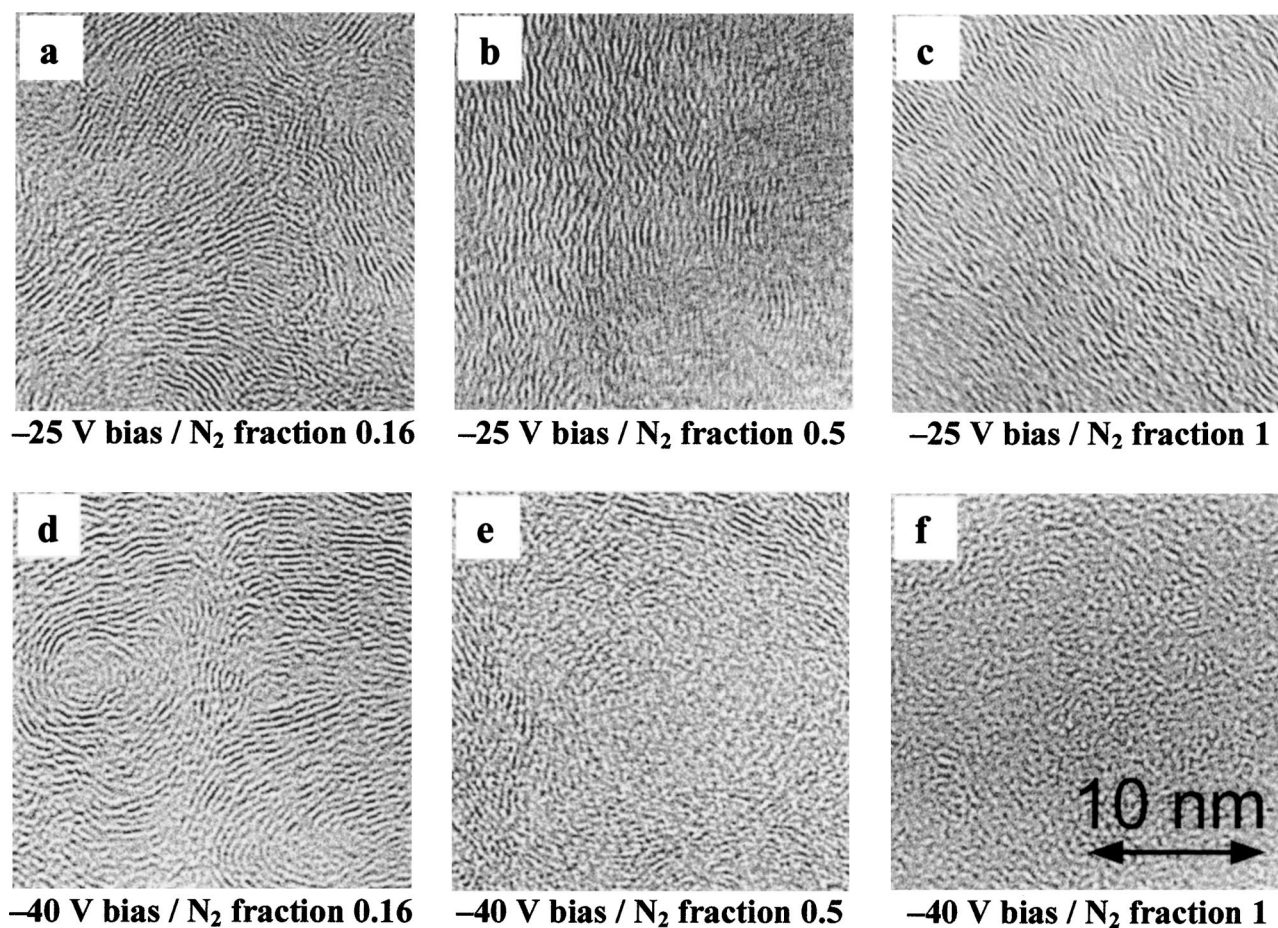 a
b
c
–25 V bias / N₂ fraction 0.16
–25 V bias / N₂ fraction 0.5
–25 V bias / N₂ fraction 1
d
e
f
10 nm
–40 V bias / N₂ fraction 0.16
–40 V bias / N₂ fraction 0.5
–40 V bias / N₂ fraction 1